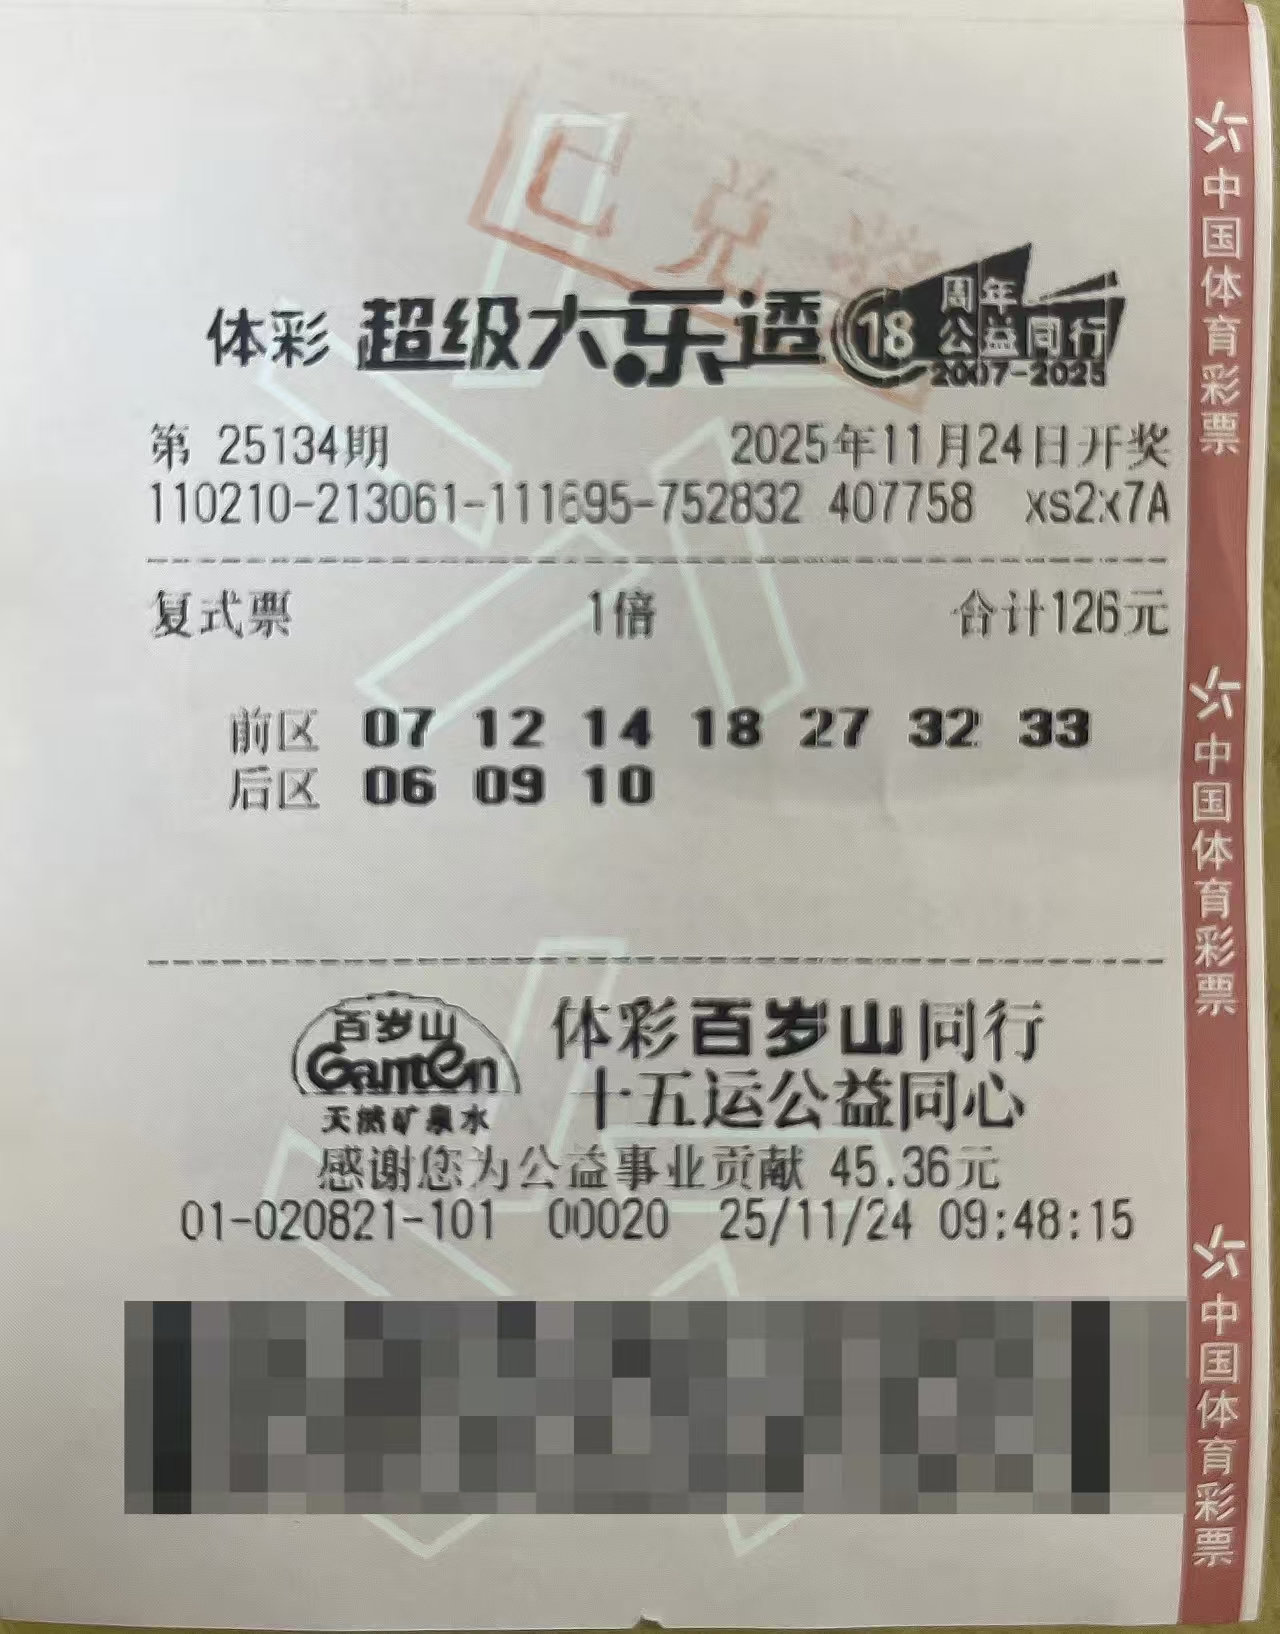 已兑
体彩 超级大乐透 18 周年 公益同行 2007-2025
第 25134期 2025年11月24日开奖
110210-213061-111695-752832 407758 xs2x7A
复式票 1倍 合计126元
前区 07 12 14 18 27 32 33
后区 06 09 10
百岁山
Ganten
天然矿泉水
体彩百岁山同行
十五运公益同心
感谢您为公益事业贡献 45.36元
01-020821-101 00020 25/11/24 09:48:15
中国体育彩票
中国体育彩票
中国体育彩票